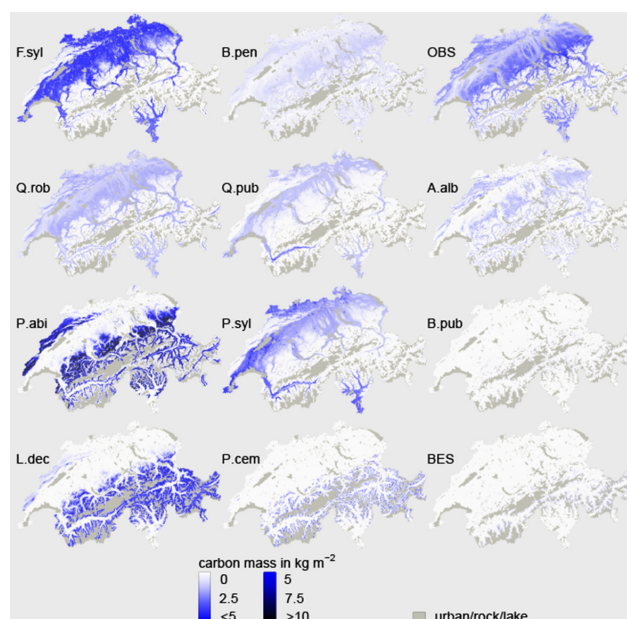 F.syl
B.pen
OBS
Q.rob
Q.pub
A.alb
P.abi
P.syl
B.pub
L.dec
P.cem
BES
carbon mass in kg m⁻²
0 5
2.5 7.5
<5 >10
urban/rock/lake